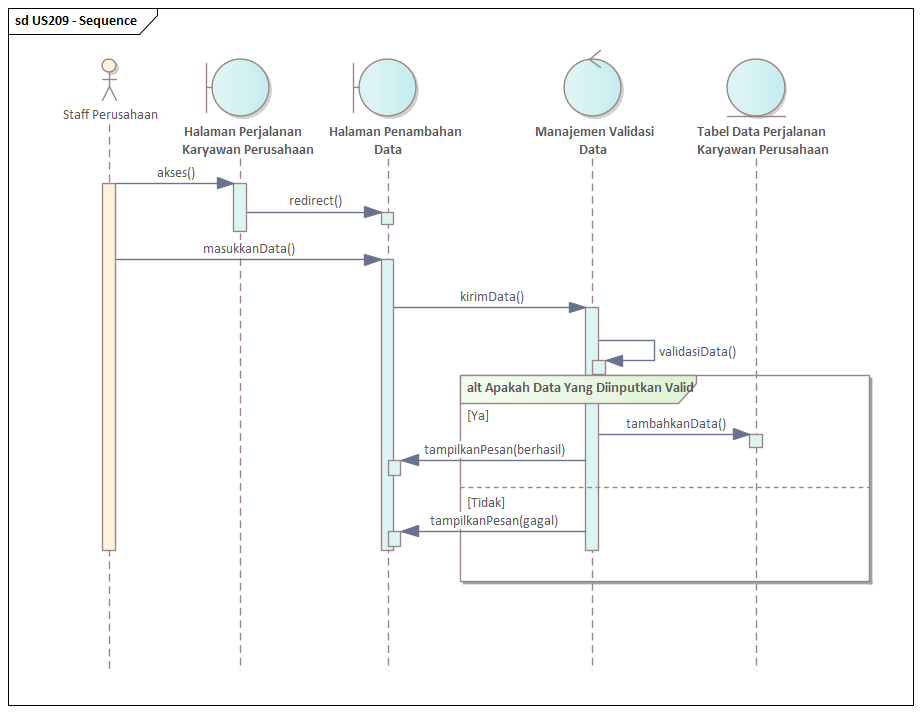 sd US209 - Sequence
Staff Perusahaan
Halaman Perjalanan
Karyawan Perusahaan
Halaman Penambahan
Data
Manajemen Validasi
Data
Tabel Data Perjalanan
Karyawan Perusahaan
akses()
redirect()
masukkanData()
kirimData()
validasiData()
alt Apakah Data Yang Diinputkan Valid
[Ya]
tambahkanData()
tampilkanPesan(berhasil)
[Tidak]
tampilkanPesan(gagal)